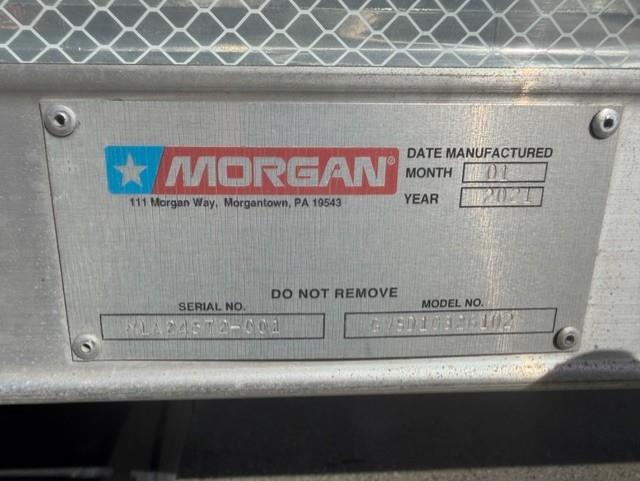 MORGAN®
111 Morgan Way, Morgantown, PA 19543
DATE MANUFACTURED
MONTH 01
YEAR 2021
DO NOT REMOVE
SERIAL NO.
MODEL NO.